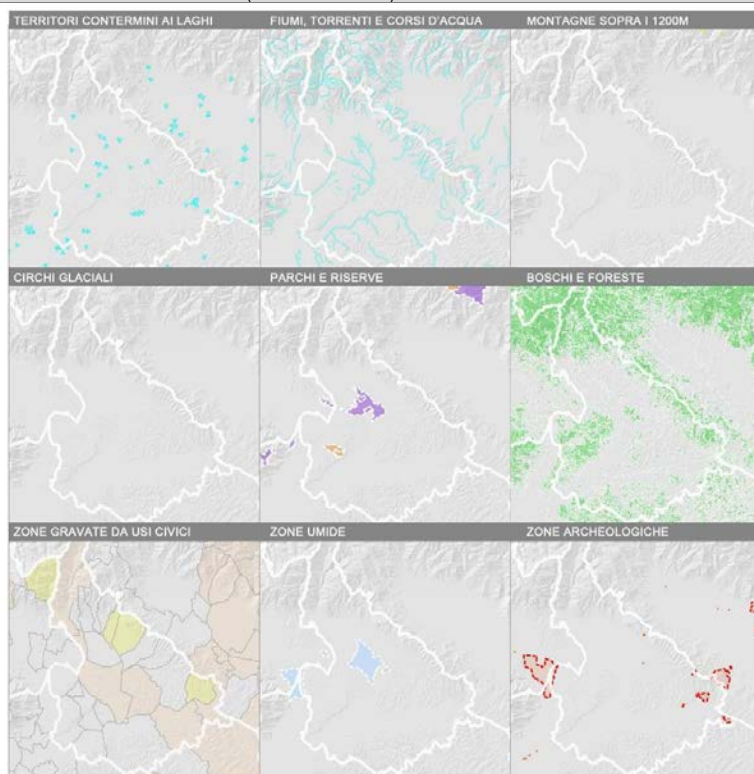 TERRITORI CONTERMINI AI LAGHI
FIUMI, TORRENTI E CORSI D'ACQUA
MONTAGNE SOPRA I 1200M
CIRCHI GLACIALI
PARCHI E RISERVE
BOSCHI E FORESTE
ZONE GRAVATE DA USI CIVICI
ZONE UMIDE
ZONE ARCHEOLOGICHE